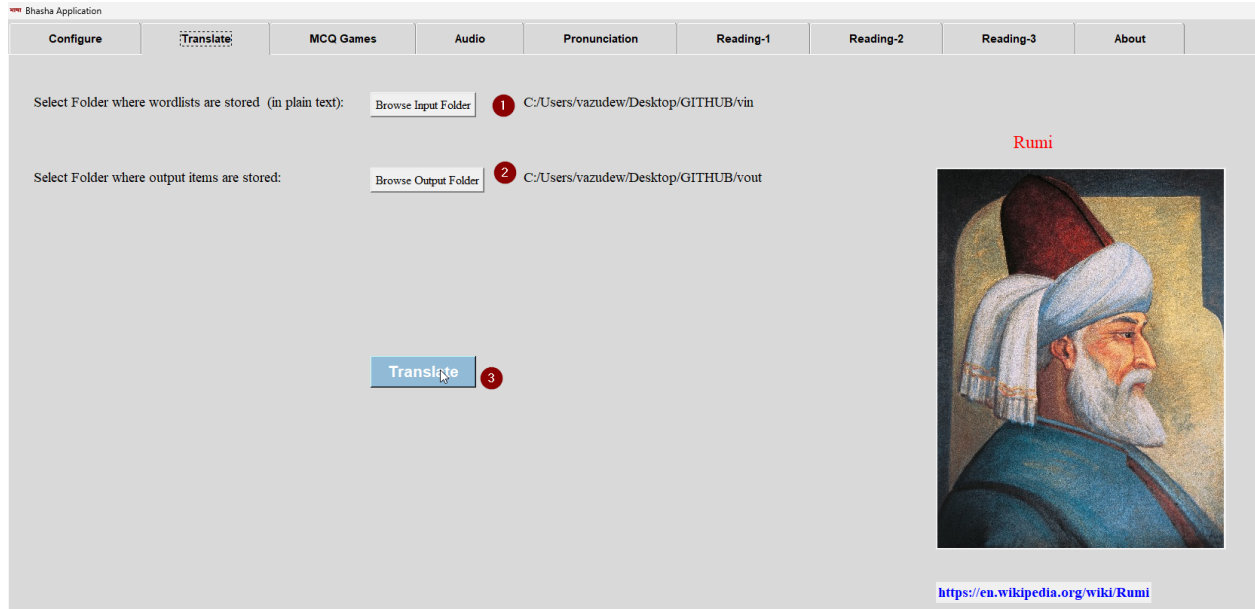 भाषा Bhasha Application
Configure Translate MCQ Games Audio Pronunciation Reading-1 Reading-2 Reading-3 About
Select Folder where wordlists are stored (in plain text): Browse Input Folder 1 C:/Users/vazudew/Desktop/GITHUB/vin
Rumi
Select Folder where output items are stored: Browse Output Folder 2 C:/Users/vazudew/Desktop/GITHUB/vout
Translate 3
https://en.wikipedia.org/wiki/Rumi